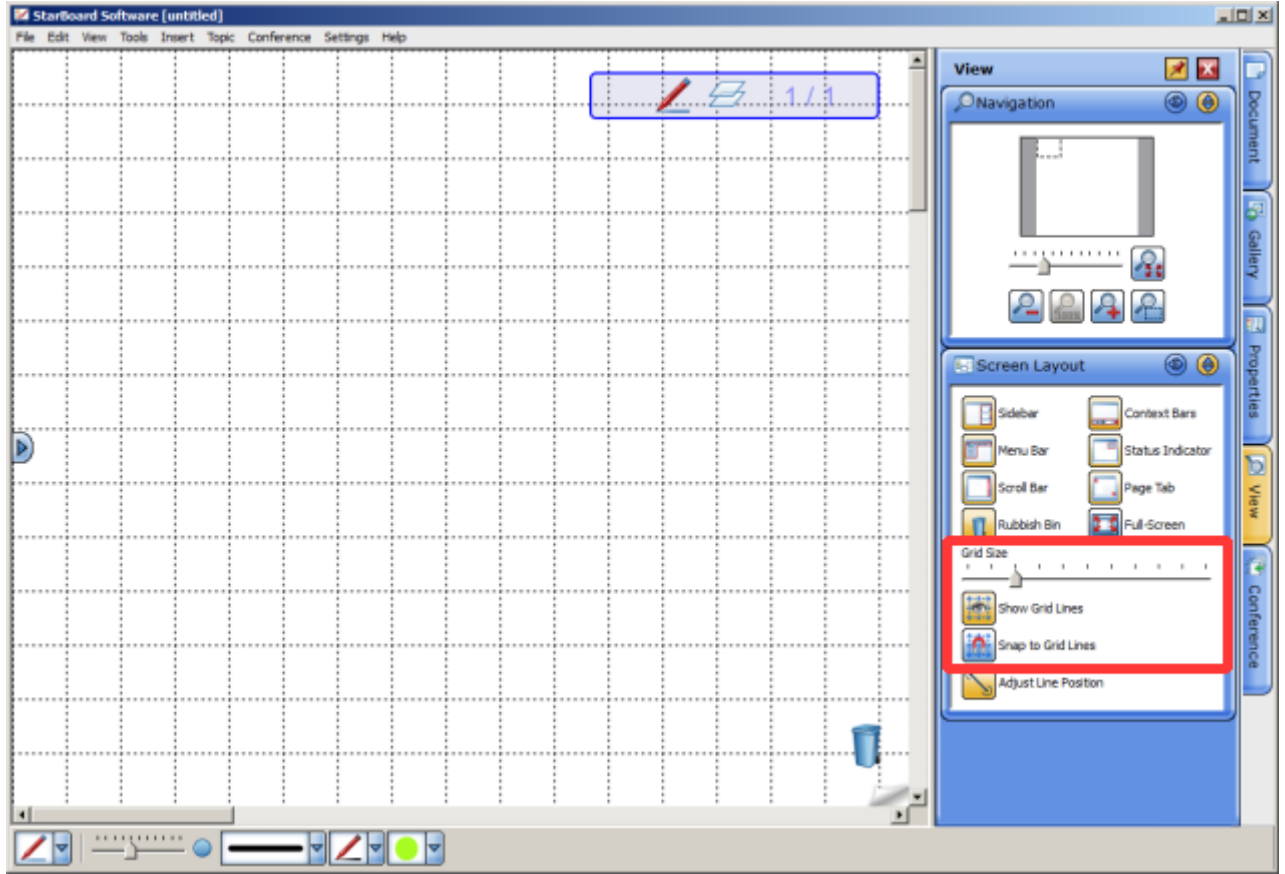 StarBoard Software [untitled]
File Edit View Tools Insert Topic Conference Settings Help
1 / 1
View
Navigation
100%
Screen Layout
Sidebar Context Bars
Menu Bar Status Indicator
Scroll Bar Page Tab
Rubbish Bin Full-Screen
Grid Size
Show Grid Lines
Snap to Grid Lines
Adjust Line Position
Document
Gallery
Properties
View
Conference